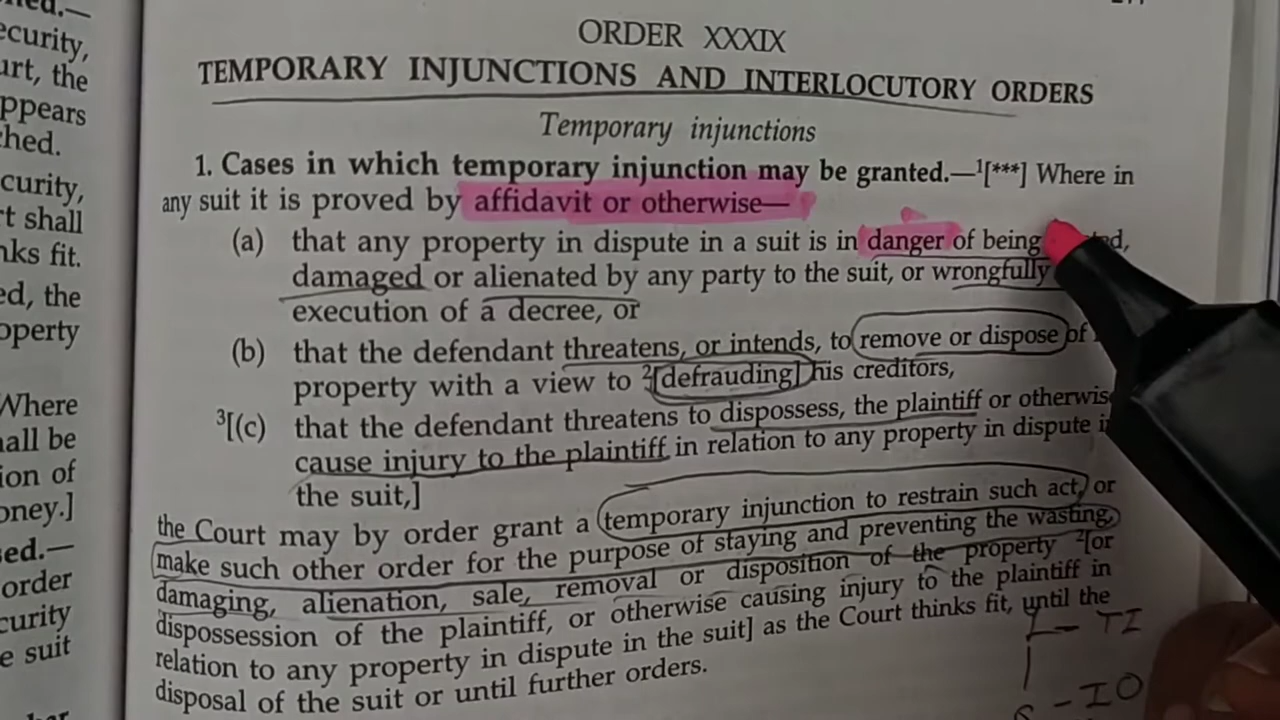 ned.—
ecurity,
urt, the
ppears
hed.
curity,
rt shall
nks fit.
ed, the
operty
Where
hall be
ion of
oney.]
sed.—
order
curity
e suit
ORDER XXXIX
TEMPORARY INJUNCTIONS AND INTERLOCUTORY ORDERS
Temporary injunctions
1. Cases in which temporary injunction may be granted.—¹[***] Where in
any suit it is proved by affidavit or otherwise—
(a) that any property in dispute in a suit is in danger of being
damaged or alienated by any party to the suit, or wrongfully
execution of a decree, or
(b) that the defendant threatens, or intends, to remove or dispose of
property with a view to ²[defrauding] his creditors,
³[(c) that the defendant threatens to dispossess, the plaintiff or otherwis
cause injury to the plaintiff in relation to any property in dispute i
the suit,]
the Court may by order grant a temporary injunction to restrain such act, or
make such other order for the purpose of staying and preventing the wasting,
damaging, alienation, sale, removal or disposition of the property ²[or
dispossession of the plaintiff, or otherwise causing injury to the plaintiff in
relation to any property in dispute in the suit] as the Court thinks fit, until the
disposal of the suit or until further orders.
— TI
— IO